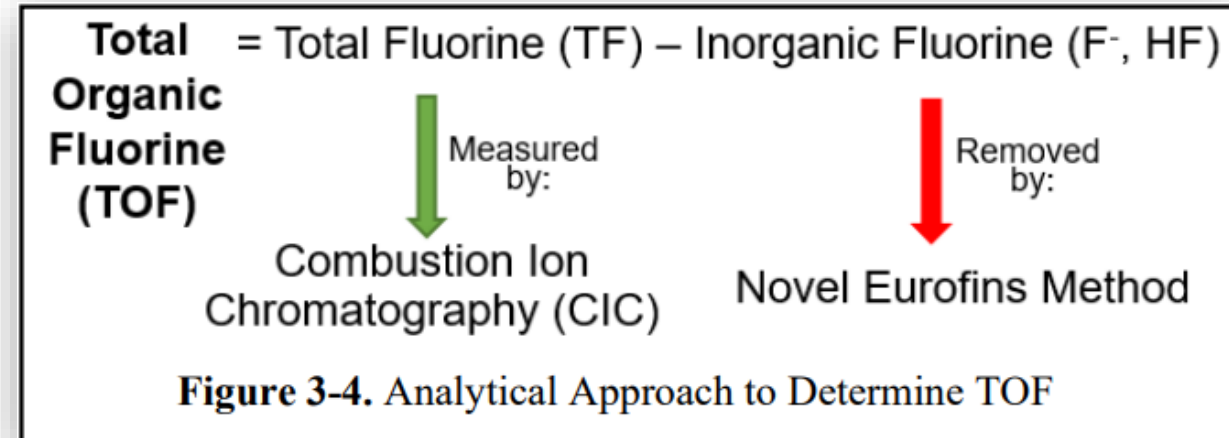 Total = Total Fluorine (TF) – Inorganic Fluorine (F-, HF)
Organic
Fluorine
(TOF)
Measured
by:
Removed
by:
Combustion Ion
Chromatography (CIC)
Novel Eurofins Method
Figure 3-4. Analytical Approach to Determine TOF